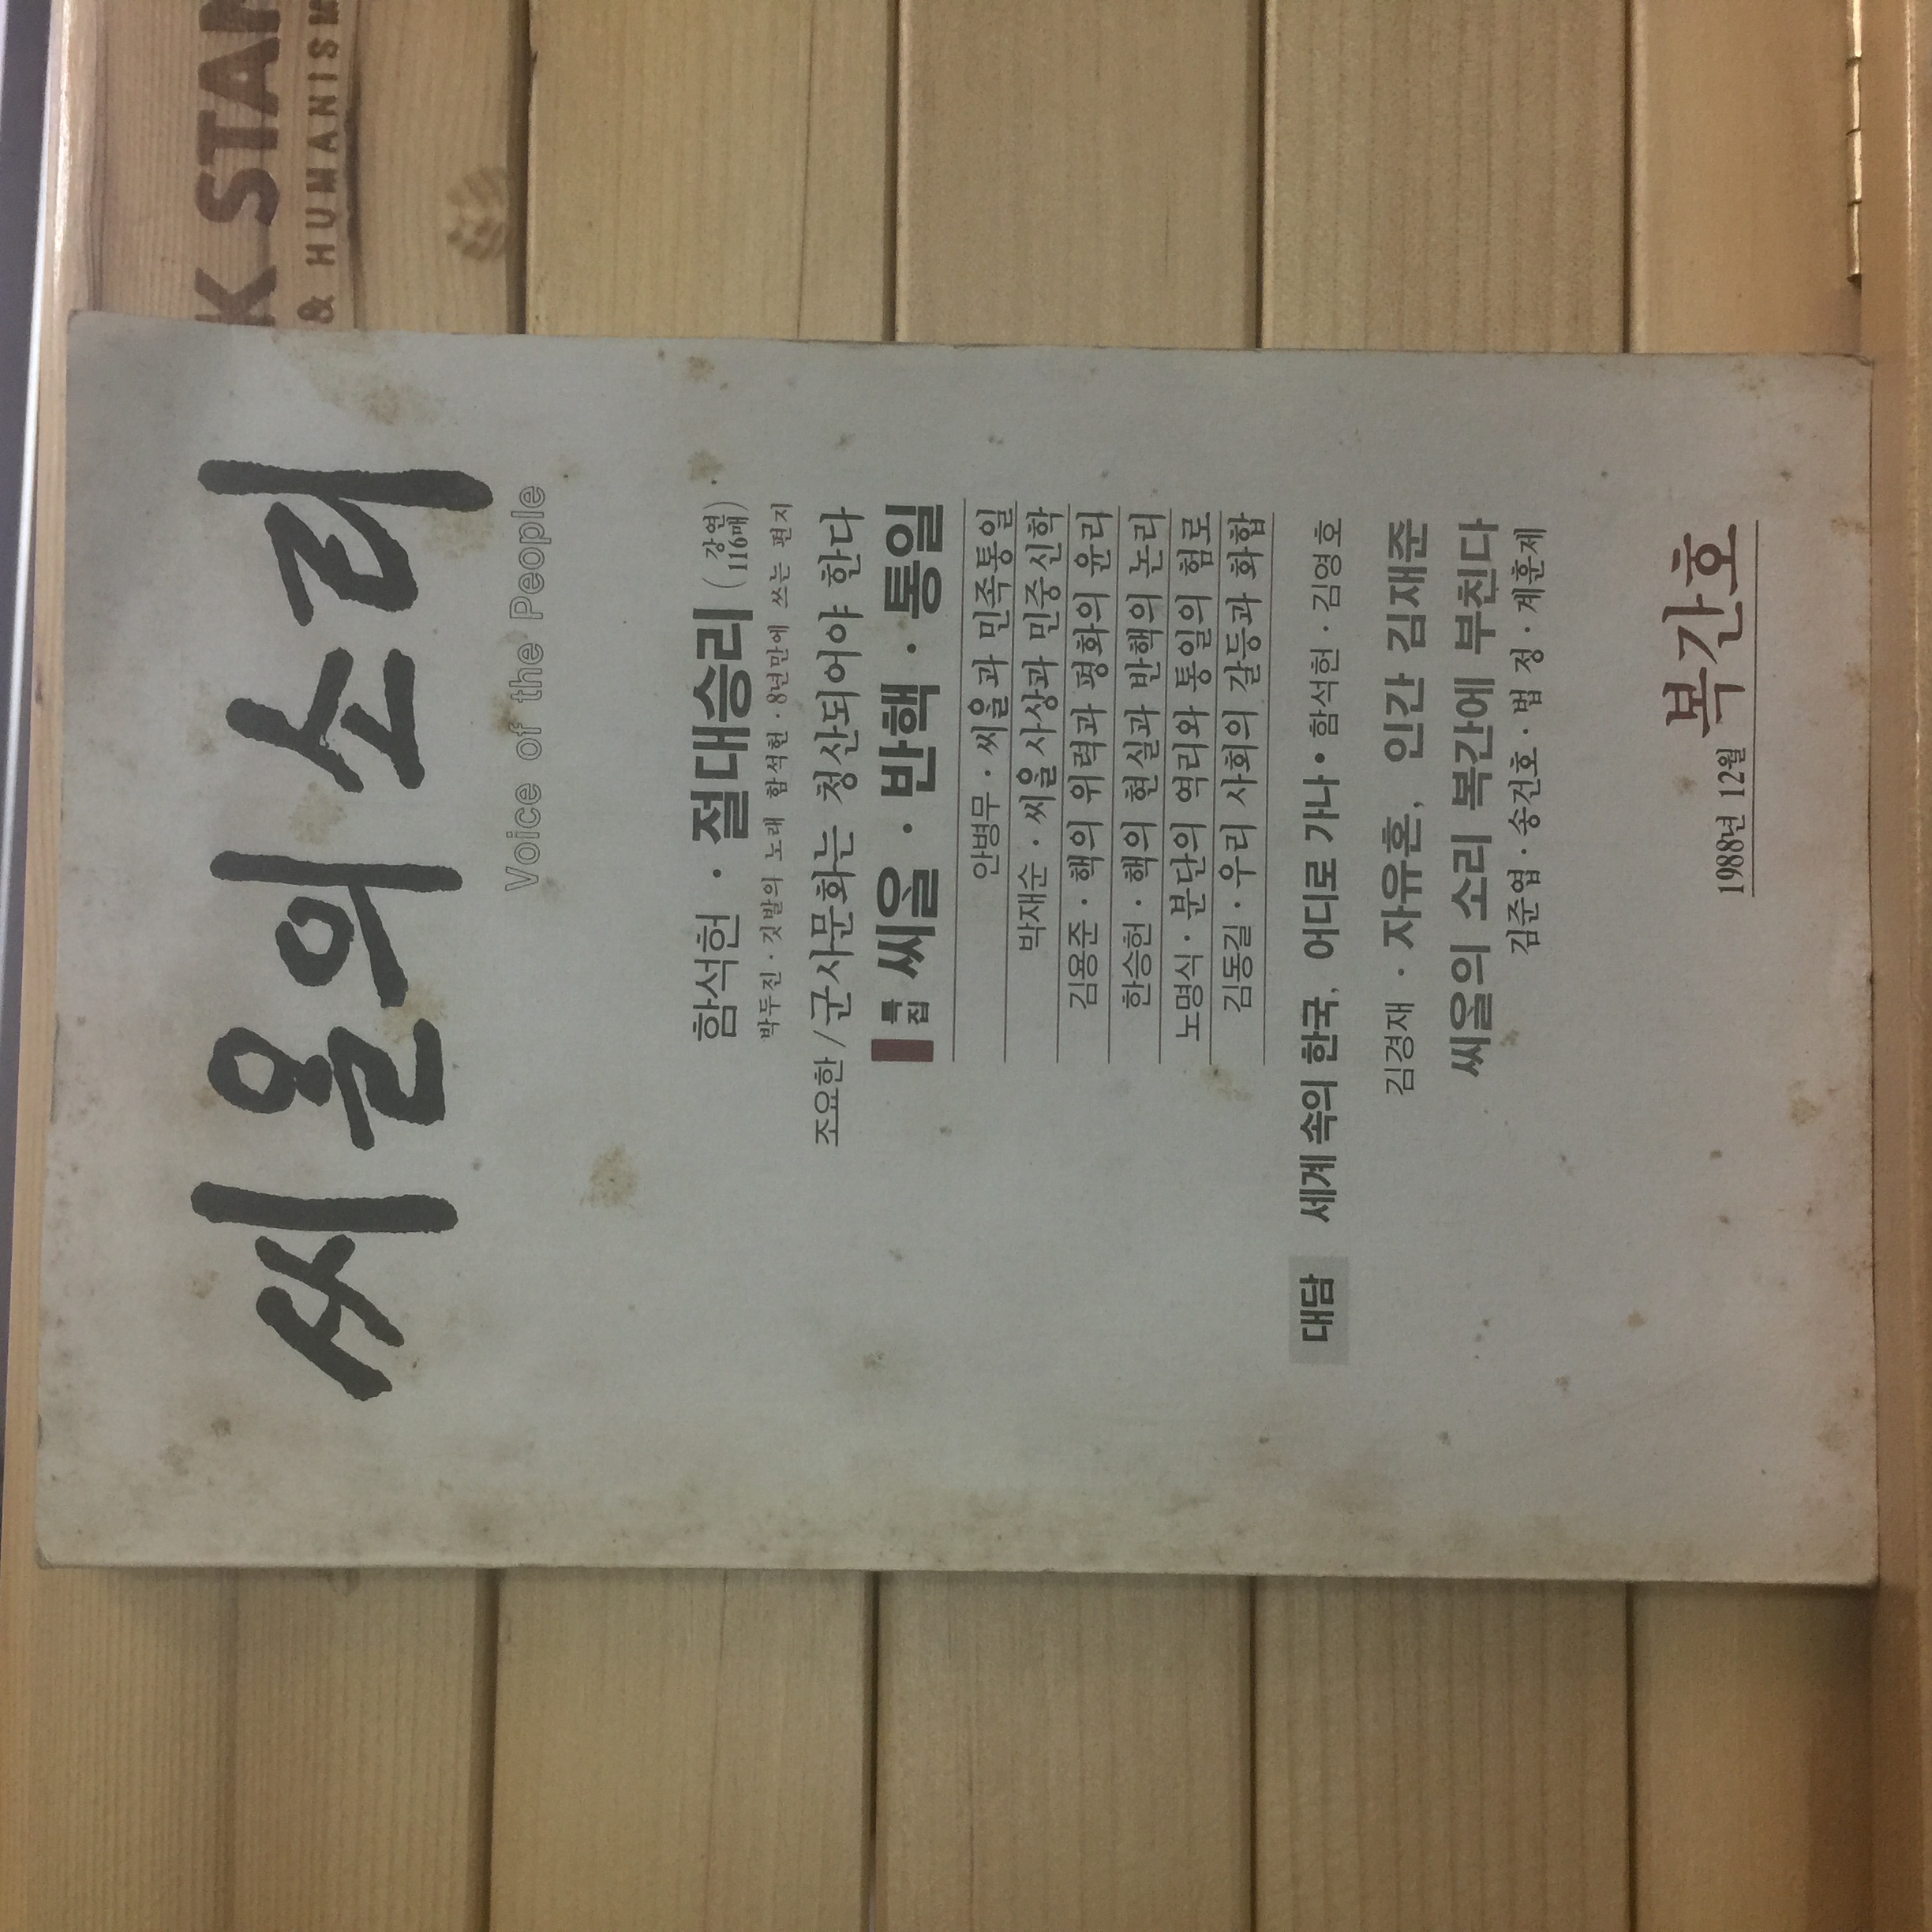 K STAN
& HUMANISM
씨올의 소리
Voice of the People
함석헌 · 절대승리 (강연 116매)
박두진 · 깃발의 노래 함석헌 · 8년만에 쓰는 편지
조요한 / 군사문화는 청산되어야 한다
특집 씨올 · 반핵 · 통일
안병무 · 씨올과 민족통일
박재순 · 씨올사상과 민중신학
김용준 · 핵의 위력과 평화의 윤리
한승헌 · 핵의 현실과 반핵의 논리
노명식 · 분단의 역리와 통일의 험로
김동길 · 우리 사회의 갈등과 화합
대담 세계 속의 한국, 어디로 가나 • 함석헌 · 김영호
김경재 · 자유혼, 인간 김재준
씨올의 소리 복간에 부친다
김준엽 · 송건호 · 법 정 · 계훈제
1988년 12월 복간호